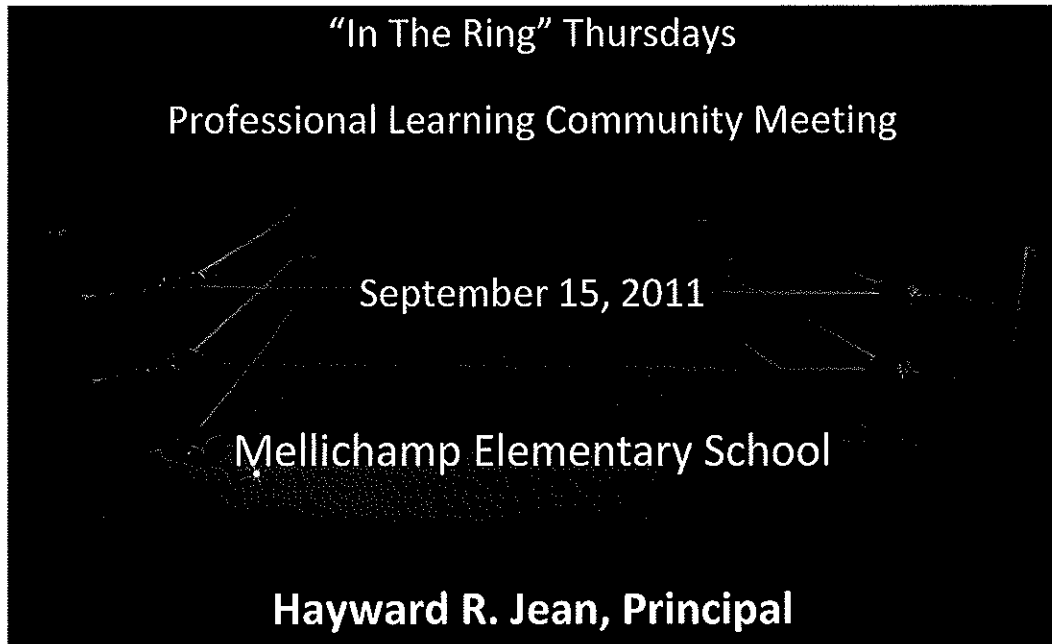 “In The Ring” Thursdays
Professional Learning Community Meeting
September 15, 2011
Mellichamp Elementary School
Hayward R. Jean, Principal